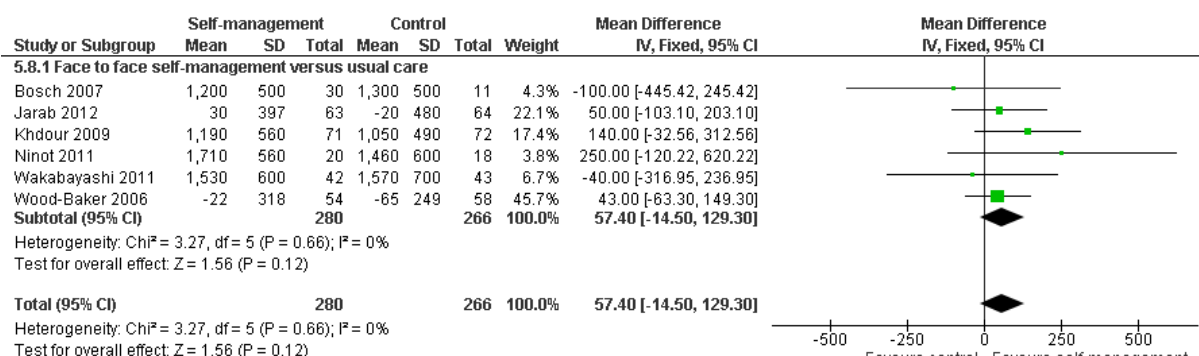 Self-management Control Mean Difference Mean Difference
Study or Subgroup Mean SD Total Mean SD Total Weight IV, Fixed, 95% CI IV, Fixed, 95% CI
5.8.1 Face to face self-management versus usual care
Bosch 2007 1,200 500 30 1,300 500 11 4.3% -100.00 [-445.42, 245.42]
Jarab 2012 30 397 63 -20 480 64 22.1% 50.00 [-103.10, 203.10]
Khdour 2009 1,190 560 71 1,050 490 72 17.4% 140.00 [-32.56, 312.56]
Ninot 2011 1,710 560 20 1,460 600 18 3.8% 250.00 [-120.22, 620.22]
Wakabayashi 2011 1,530 600 42 1,570 700 43 6.7% -40.00 [-316.95, 236.95]
Wood-Baker 2006 -22 318 54 -65 249 58 45.7% 43.00 [-63.30, 149.30]
Subtotal (95% CI) 280 266 100.0% 57.40 [-14.50, 129.30]
Heterogeneity: Chi² = 3.27, df = 5 (P = 0.66); I² = 0%
Test for overall effect: Z = 1.56 (P = 0.12)
Total (95% CI) 280 266 100.0% 57.40 [-14.50, 129.30]
Heterogeneity: Chi² = 3.27, df = 5 (P = 0.66); I² = 0%
Test for overall effect: Z = 1.56 (P = 0.12)
-500 -250 0 250 500
Favours control Favours self-management